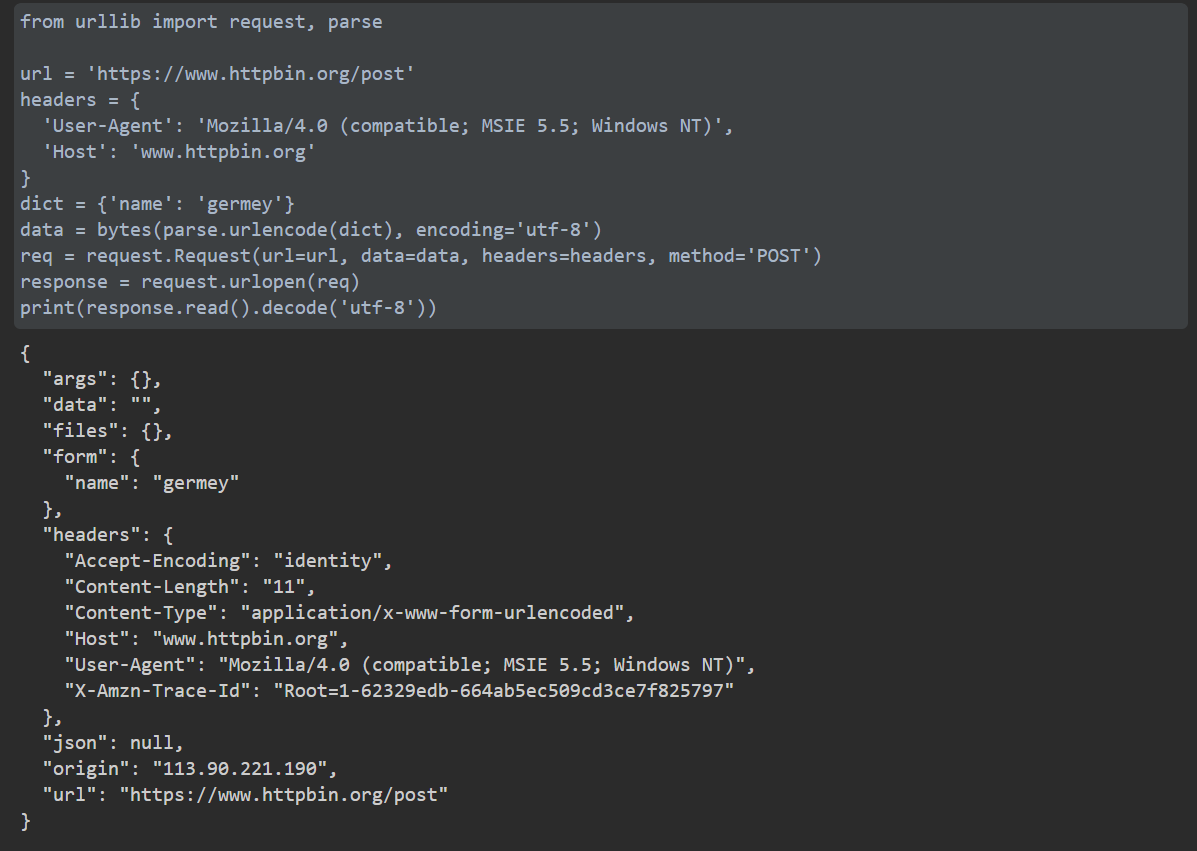 from urllib import request, parse
url = 'https://www.httpbin.org/post'
headers = {
  'User-Agent': 'Mozilla/4.0 (compatible; MSIE 5.5; Windows NT)',
  'Host': 'www.httpbin.org'
}
dict = {'name': 'germey'}
data = bytes(parse.urlencode(dict), encoding='utf-8')
req = request.Request(url=url, data=data, headers=headers, method='POST')
response = request.urlopen(req)
print(response.read().decode('utf-8'))
{
  "args": {},
  "data": "",
  "files": {},
  "form": {
    "name": "germey"
  },
  "headers": {
    "Accept-Encoding": "identity",
    "Content-Length": "11",
    "Content-Type": "application/x-www-form-urlencoded",
    "Host": "www.httpbin.org",
    "User-Agent": "Mozilla/4.0 (compatible; MSIE 5.5; Windows NT)",
    "X-Amzn-Trace-Id": "Root=1-62329edb-664ab5ec509cd3ce7f825797"
  },
  "json": null,
  "origin": "113.90.221.190",
  "url": "https://www.httpbin.org/post"
}